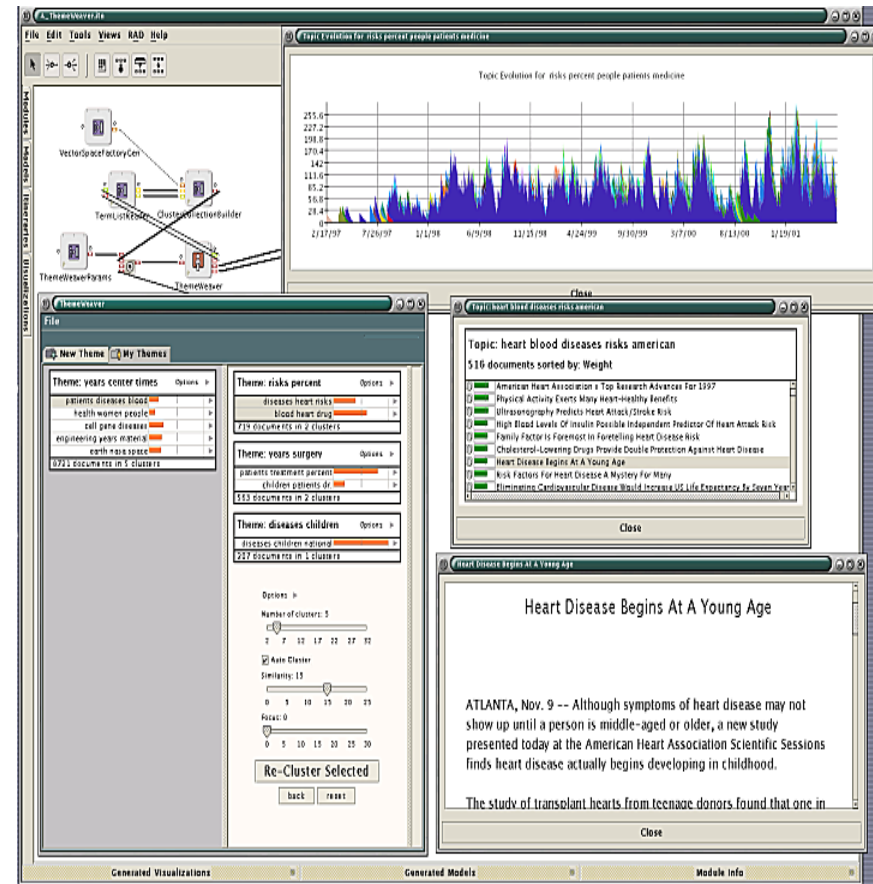 A_ThemeWeaver.itn
File Edit Tools Views RAD Help
Modules
Models
Itineraries
Visualizations
VectorSpaceFactoryGen
TermListReader
ClusterCollectionBuilder
ThemeWeaverParams
ThemeWeaver
Topic Evolution for risks percent people patients medicine
Topic Evolution for risks percent people patients medicine
255.6
227.2
198.8
170.4
142
113.6
85.2
56.8
28.4
0
2/17/97 7/26/97 1/1/98 6/9/98 11/15/98 4/24/99 9/30/99 3/7/00 8/13/00 1/19/01
Close
ThemeWeaver
File
New Theme My Themes
Theme: years center times Options
patients diseases blood
health women people
cell gene diseases
engineering years material
earth nasa space
8721 documents in 5 clusters
Theme: risks percent Options
diseases heart risks
blood heart drug
719 documents in 2 clusters
Theme: years surgery Options
patients treatment percent
children patients dr.
553 documents in 2 clusters
Theme: diseases children Options
diseases children national
documents in 1 clusters
Options
Number of clusters: 5
2 7 12 17 22 27 32
Auto Cluster
Similarity: 15
0 5 10 15 20 25
Focus: 0
0 5 10 15 20 25 30
Re-Cluster Selected
back reset
Topic: heart blood diseases risks american
Topic: heart blood diseases risks american
516 documents sorted by: Weight
American Heart Association s Top Research Advances For 1997
Physical Activity Exerts Many Heart-Healthy Benefits
Ultrasonography Predicts Heart Attack/Stroke Risk
High Blood Levels Of Insulin Possible Independent Predictor Of Heart Attack Risk
Family Factor Is Foremost In Foretelling Heart Disease Risk
Cholesterol-Lowering Drugs Provide Double Protection Against Heart Disease
Heart Disease Begins At A Young Age
Risk Factors For Heart Disease A Mystery For Many
Eliminating Cardiovascular Disease Would Increase US Life Expectancy By Seven Year
Close
Heart Disease Begins At A Young Age
Heart Disease Begins At A Young Age
ATLANTA, Nov. 9 -- Although symptoms of heart disease may not
show up until a person is middle-aged or older, a new study
presented today at the American Heart Association Scientific Sessions
finds heart disease actually begins developing in childhood.
The study of transplant hearts from teenage donors found that one in
Close
Generated Visualizations
Generated Models
Module Info